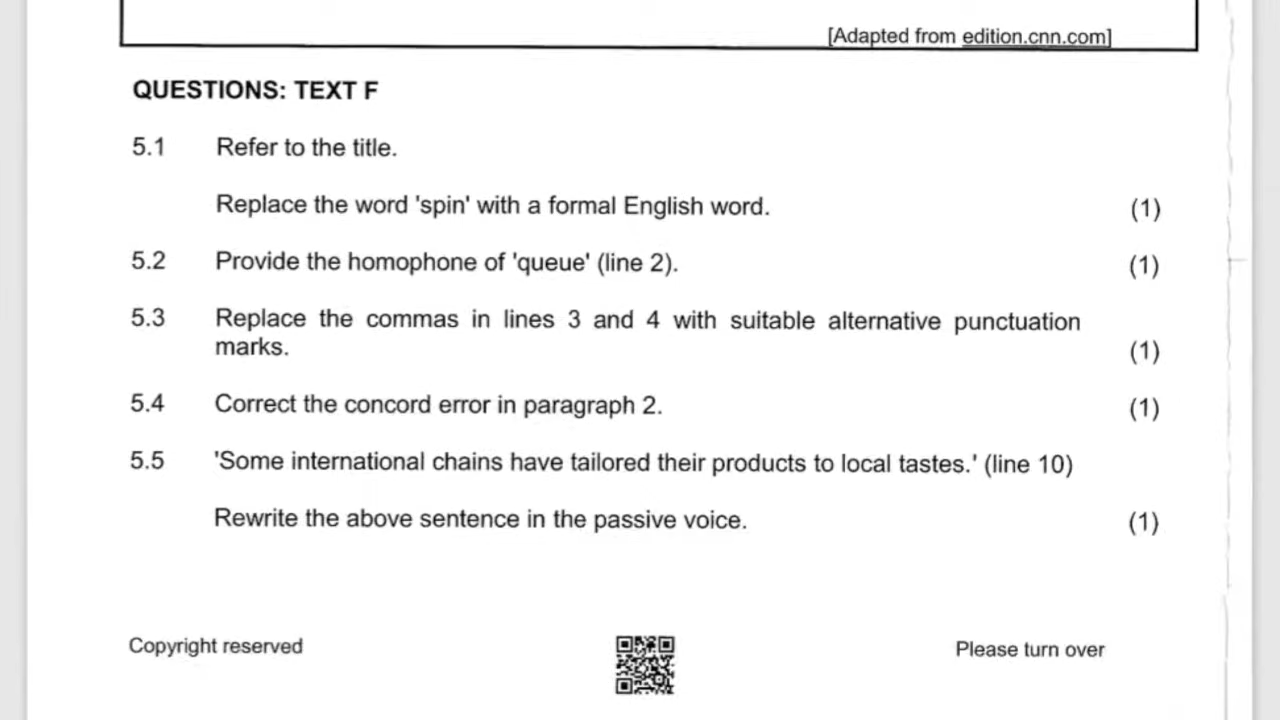 [Adapted from edition.cnn.com]
QUESTIONS: TEXT F
5.1 Refer to the title.
Replace the word 'spin' with a formal English word. (1)
5.2 Provide the homophone of 'queue' (line 2). (1)
5.3 Replace the commas in lines 3 and 4 with suitable alternative punctuation
marks. (1)
5.4 Correct the concord error in paragraph 2. (1)
5.5 'Some international chains have tailored their products to local tastes.' (line 10)
Rewrite the above sentence in the passive voice. (1)
Copyright reserved Please turn over